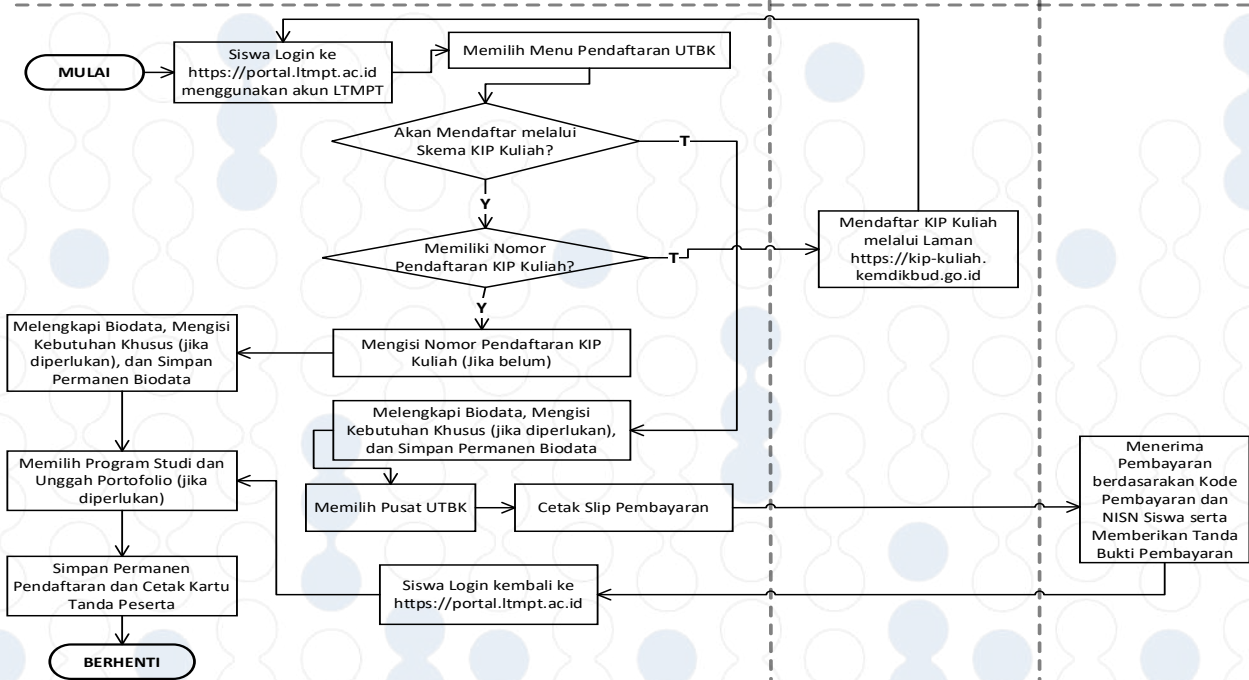 MULAI
Siswa Login ke
https://portal.ltmpt.ac.id
menggunakan akun LTMPT
Memilih Menu Pendaftaran UTBK
Akan Mendaftar melalui
Skema KIP Kuliah?
T
Y
Memiliki Nomor
Pendaftaran KIP Kuliah?
T
Mendaftar KIP Kuliah
melalui Laman
https://kip-kuliah.
kemdikbud.go.id
Y
Mengisi Nomor Pendaftaran KIP
Kuliah (Jika belum)
Melengkapi Biodata, Mengisi
Kebutuhan Khusus (jika
diperlukan), dan Simpan
Permanen Biodata
Melengkapi Biodata, Mengisi
Kebutuhan Khusus (jika diperlukan),
dan Simpan Permanen Biodata
Memilih Program Studi dan
Unggah Portofolio (jika
diperlukan)
Memilih Pusat UTBK
Cetak Slip Pembayaran
Menerima
Pembayaran
berdasarakan Kode
Pembayaran dan
NISN Siswa serta
Memberikan Tanda
Bukti Pembayaran
Simpan Permanen
Pendaftaran dan Cetak Kartu
Tanda Peserta
Siswa Login kembali ke
https://portal.ltmpt.ac.id
BERHENTI